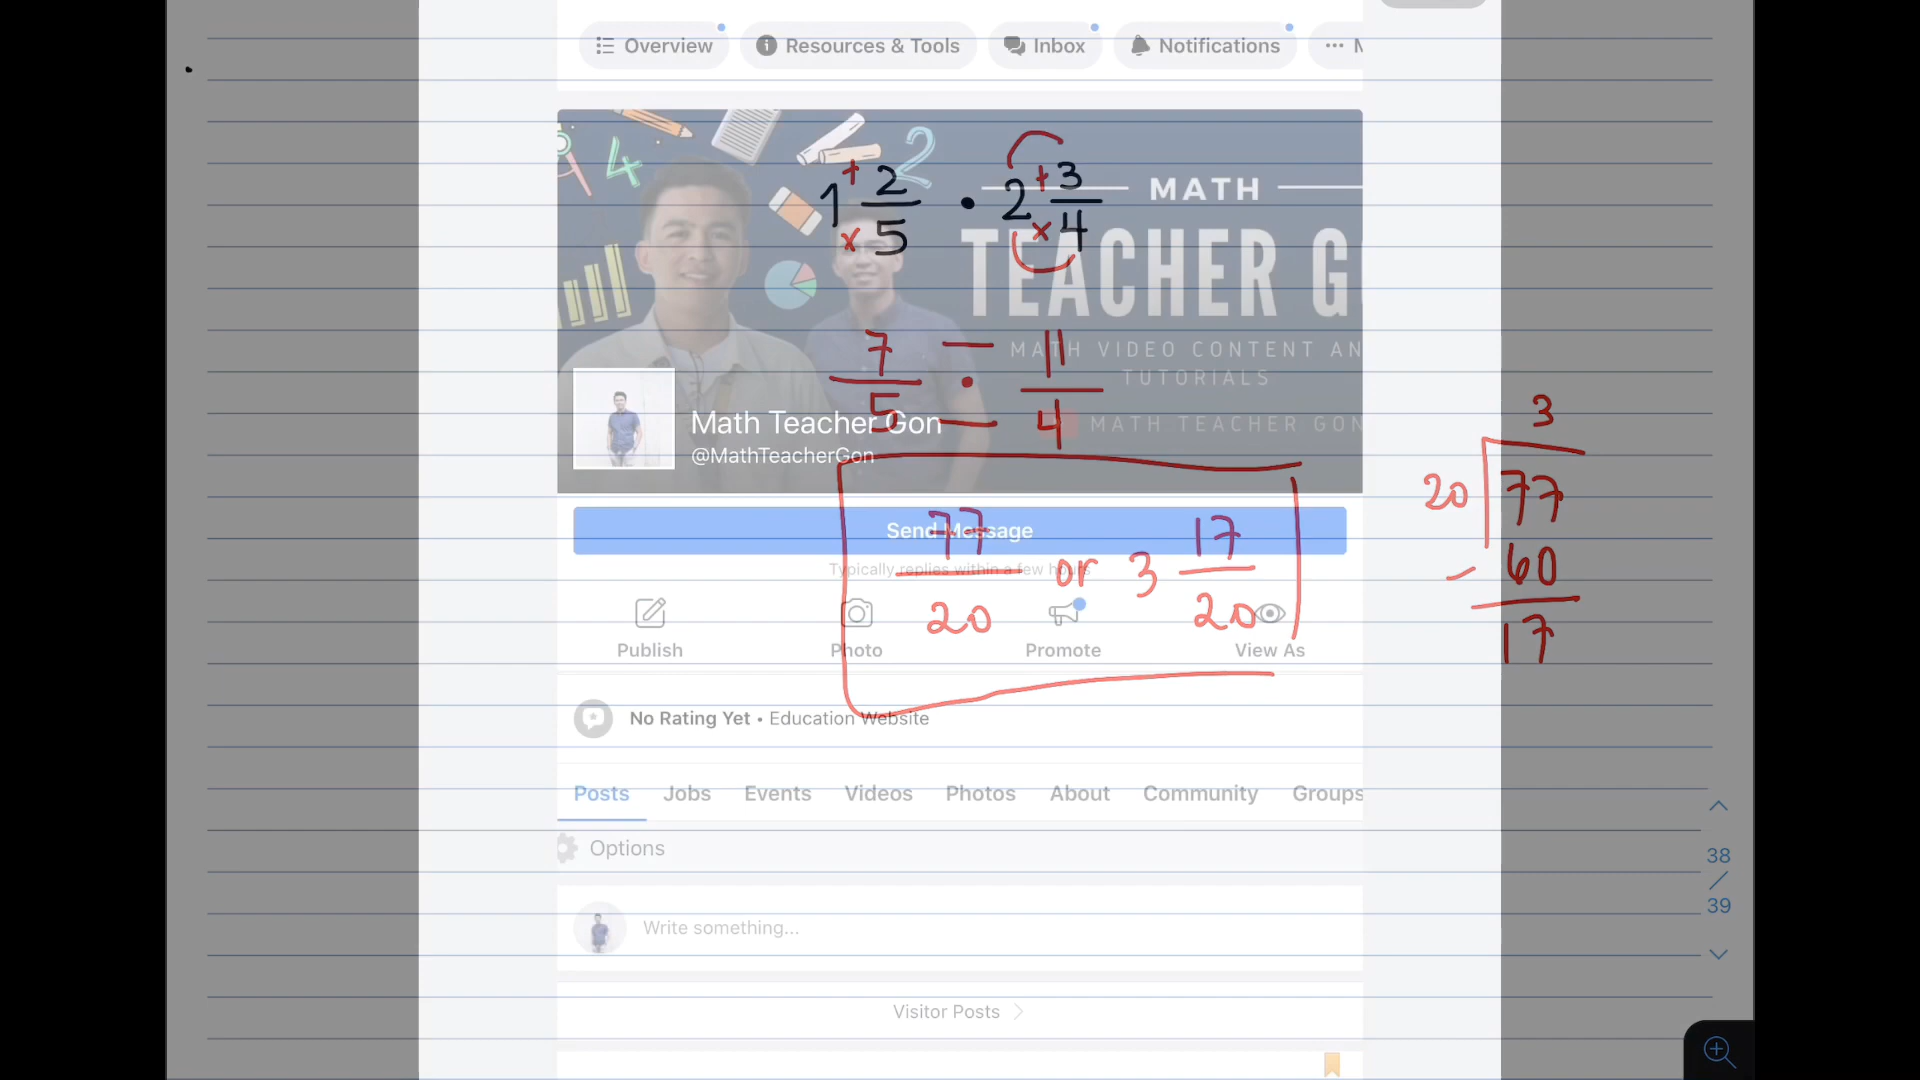 Overview Resources & Tools Inbox Notifications
4 2 MATH
1 + 2/5 x • 2 + 3/4 x
TEACHER G
MATH VIDEO CONTENT AN
TUTORIALS
7/5 • 11/4
MATH TEACHER GON
Math Teacher Gon
@MathTeacherGon
3
20 77
- 60
17
Send Message
77/20 or 3 17/20
Typically replies within a few hours
Publish Photo Promote View As
No Rating Yet • Education Website
Posts Jobs Events Videos Photos About Community Groups
Options
38
/
39
Write something...
Visitor Posts